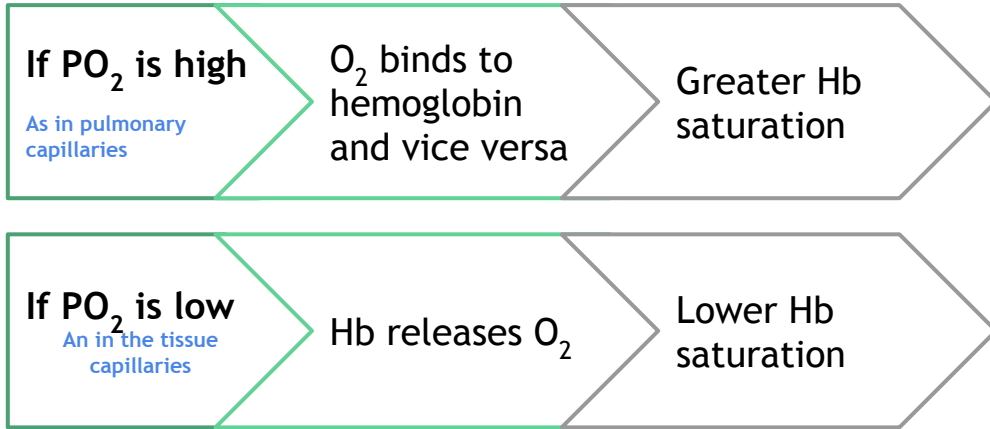 If PO₂ is high
As in pulmonary
capillaries
O₂ binds to
hemoglobin
and vice versa
Greater Hb
saturation
If PO₂ is low
An in the tissue
capillaries
Hb releases O₂
Lower Hb
saturation